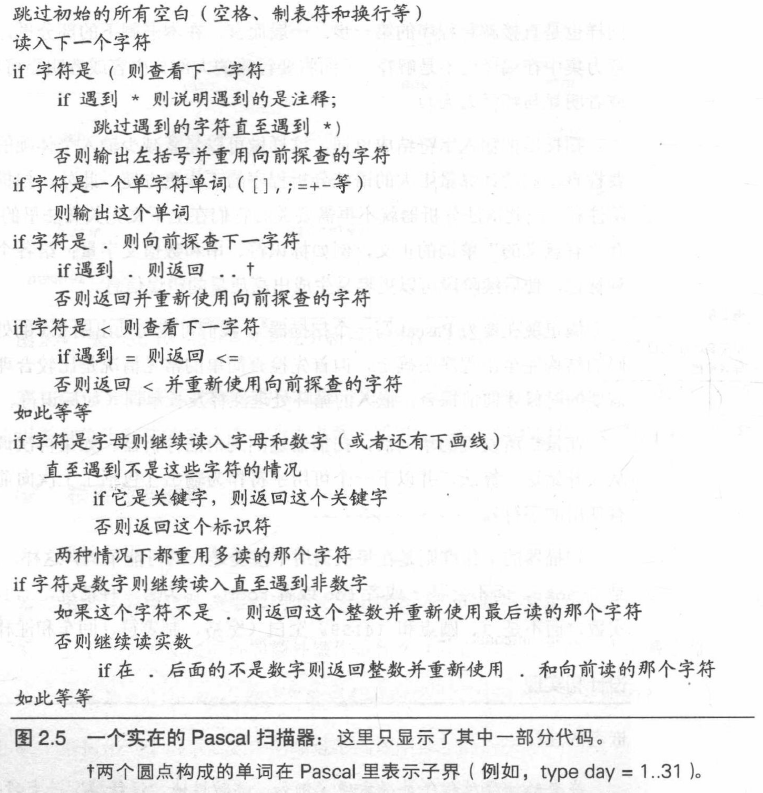 跳过初始的所有空白（空格、制表符和换行等）
读入下一个字符
if 字符是 ( 则查看下一字符
if 遇到 * 则说明遇到的是注释;
跳过遇到的字符直至遇到 *)
否则输出左括号并重用向前探查的字符
if 字符是一个单字符单词（[ ] , ; = + - 等）
则输出这个单词
if 字符是 . 则向前探查下一字符
if 遇到 . 则返回 .. †
否则返回并重新使用向前探查的字符
if 字符是 < 则查看下一字符
if 遇到 = 则返回 <=
否则返回 < 并重新使用向前探查的字符
如此等等
if 字符是字母则继续读入字母和数字（或者还有下画线）
直至遇到不是这些字符的情况
if 它是关键字，则返回这个关键字
否则返回这个标识符
两种情况下都重用多读的那个字符
if 字符是数字则继续读入直至遇到非数字
如果这个字符不是 . 则返回这个整数并重新使用最后读的那个字符
否则继续读实数
if 在 . 后面的不是数字则返回整数并重新使用 . 和向前读的那个字符
如此等等
图 2.5 一个实在的 Pascal 扫描器：这里只显示了其中一部分代码。
†两个圆点构成的单词在 Pascal 里表示子界（例如，type day = 1..31）。